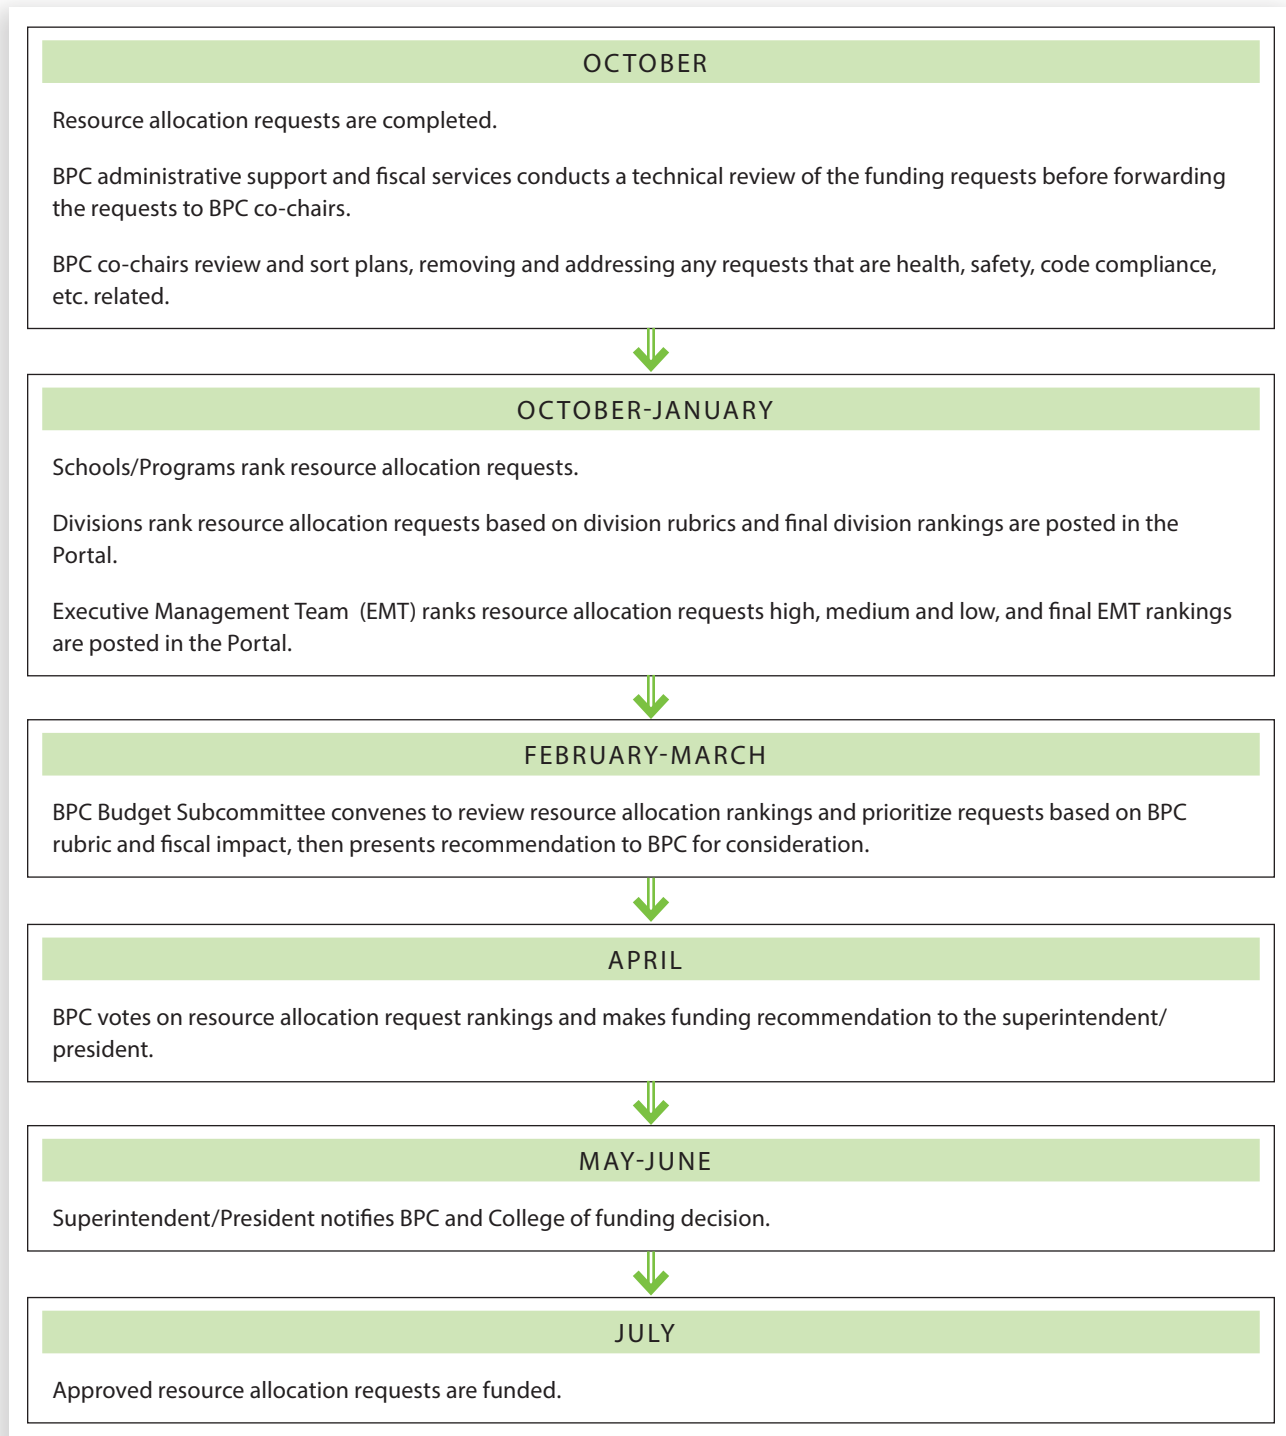 OCTOBER
Resource allocation requests are completed.
BPC administrative support and fiscal services conducts a technical review of the funding requests before forwarding
the requests to BPC co-chairs.
BPC co-chairs review and sort plans, removing and addressing any requests that are health, safety, code compliance,
etc. related.
OCTOBER-JANUARY
Schools/Programs rank resource allocation requests.
Divisions rank resource allocation requests based on division rubrics and final division rankings are posted in the
Portal.
Executive Management Team (EMT) ranks resource allocation requests high, medium and low, and final EMT rankings
are posted in the Portal.
FEBRUARY-MARCH
BPC Budget Subcommittee convenes to review resource allocation rankings and prioritize requests based on BPC
rubric and fiscal impact, then presents recommendation to BPC for consideration.
APRIL
BPC votes on resource allocation request rankings and makes funding recommendation to the superintendent/
president.
MAY-JUNE
Superintendent/President notifies BPC and College of funding decision.
JULY
Approved resource allocation requests are funded.